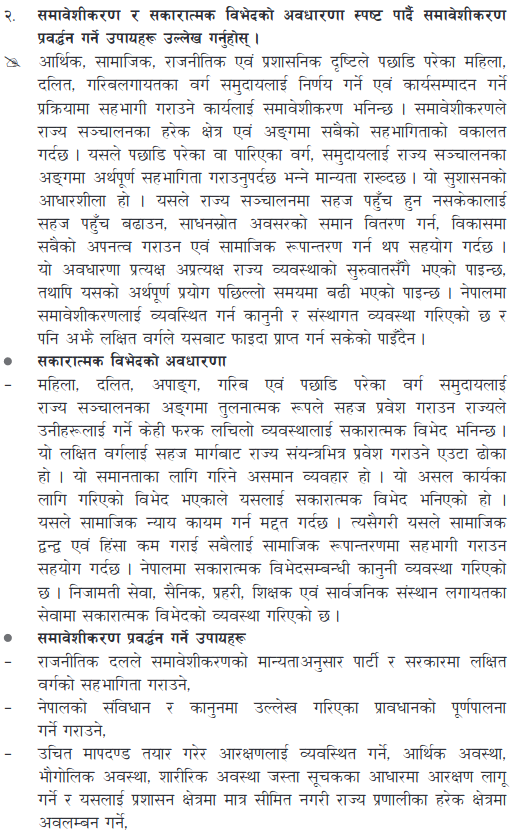 २. समावेशीकरण र सकारात्मक विभेदको अवधारणा स्पष्ट पार्दै समावेशीकरण
प्रवर्द्धन गर्ने उपायहरू उल्लेख गर्नुहोस् ।
आर्थिक, सामाजिक, राजनीतिक एवं प्रशासनिक दृष्टिले पछाडि परेका महिला,
दलित, गरिबलगायतका वर्ग समुदायलाई निर्णय गर्ने एवं कार्यसम्पादन गर्ने
प्रक्रियामा सहभागी गराउने कार्यलाई समावेशीकरण भनिन्छ । समावेशीकरणले
राज्य सञ्चालनका हरेक क्षेत्र एवं अङ्गमा सबैको सहभागिताको वकालत
गर्दछ । यसले पछाडि परेका वा पारिएका वर्ग, समुदायलाई राज्य सञ्चालनका
अङ्गमा अर्थपूर्ण सहभागिता गराउनुपर्दछ भन्ने मान्यता राख्दछ । यो सुशासनको
आधारशीला हो । यसले राज्य सञ्चालनमा सहज पहुँच हुन नसकेकालाई
सहज पहुँच बढाउन, साधनस्रोत अवसरको समान वितरण गर्न, विकासमा
सबैको अपनत्व गराउन एवं सामाजिक रूपान्तरण गर्न थप सहयोग गर्दछ ।
यो अवधारणा प्रत्यक्ष अप्रत्यक्ष राज्य व्यवस्थाको सुरुवातसँगै भएको पाइन्छ,
तथापि यसको अर्थपूर्ण प्रयोग पछिल्लो समयमा बढी भएको पाइन्छ । नेपालमा
समावेशीकरणलाई व्यवस्थित गर्न कानुनी र संस्थागत व्यवस्था गरिएको छ र
पनि अझै लक्षित वर्गले यसबाट फाइदा प्राप्त गर्न सकेको पाइँदैन ।
● सकारात्मक विभेदको अवधारणा
– महिला, दलित, अपाङ्ग, गरिब एवं पछाडि परेका वर्ग समुदायलाई
राज्य सञ्चालनका अङ्गमा तुलनात्मक रूपले सहज प्रवेश गराउन राज्यले
उनीहरूलाई गर्ने केही फरक लचिलो व्यवस्थालाई सकारात्मक विभेद भनिन्छ ।
यो लक्षित वर्गलाई सहज मार्गबाट राज्य संयन्त्रभित्र प्रवेश गराउने एउटा ढोका
हो । यो समानताका लागि गरिने असमान व्यवहार हो । यो असल कार्यका
लागि गरिएको विभेद भएकाले यसलाई सकारात्मक विभेद भनिएको हो ।
यसले सामाजिक न्याय कायम गर्न मद्दत गर्दछ । त्यसैगरी यसले सामाजिक
द्वन्द्व एवं हिंसा कम गराई सबैलाई सामाजिक रूपान्तरणमा सहभागी गराउन
सहयोग गर्दछ । नेपालमा सकारात्मक विभेदसम्बन्धी कानुनी व्यवस्था गरिएको
छ । निजामती सेवा, सैनिक, प्रहरी, शिक्षक एवं सार्वजनिक संस्थान लगायतका
सेवामा सकारात्मक विभेदको व्यवस्था गरिएको छ ।
● समावेशीकरण प्रवर्द्धन गर्ने उपायहरू
– राजनीतिक दलले समावेशीकरणको मान्यताअनुसार पार्टी र सरकारमा लक्षित
वर्गको सहभागिता गराउने,
– नेपालको संविधान र कानुनमा उल्लेख गरिएका प्रावधानको पूर्णपालना
गर्ने गराउने,
– उचित मापदण्ड तयार गरेर आरक्षणलाई व्यवस्थित गर्ने, आर्थिक अवस्था,
भौगोलिक अवस्था, शारीरिक अवस्था जस्ता सूचकका आधारमा आरक्षण लागू
गर्ने र यसलाई प्रशासन क्षेत्रमा मात्र सीमित नगरी राज्य प्रणालीका हरेक क्षेत्रमा
अवलम्बन गर्ने,